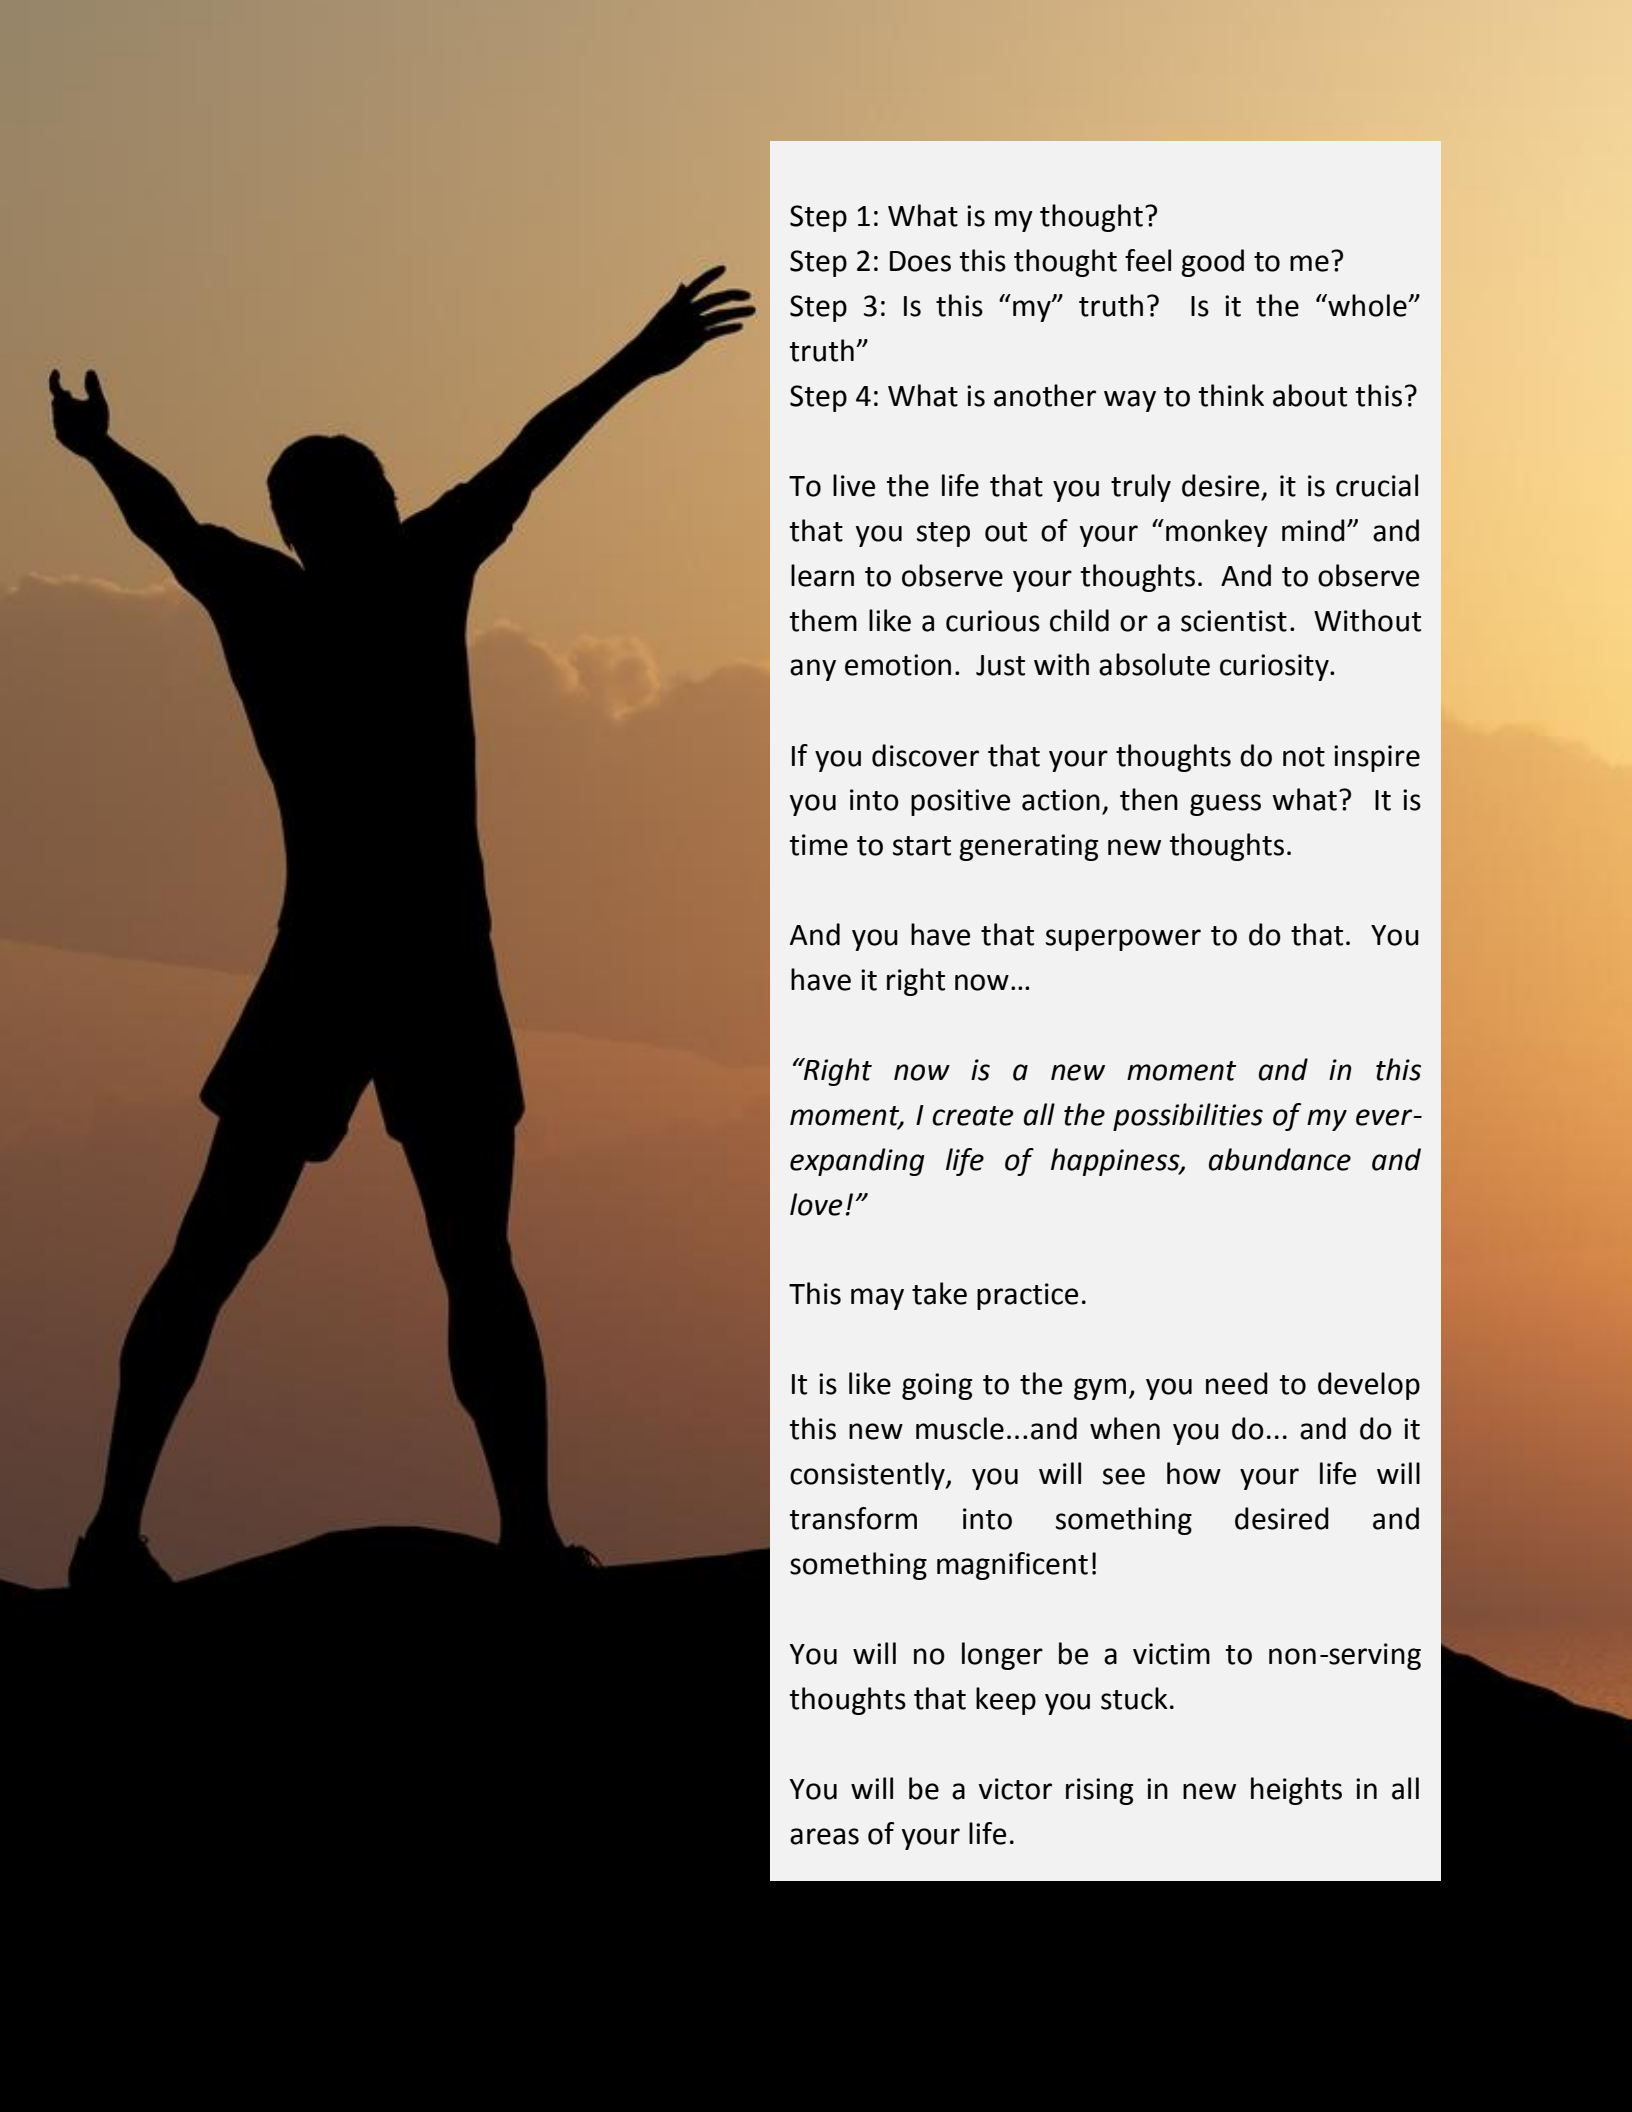 Step 1: What is my thought?
Step 2: Does this thought feel good to me?
Step 3: Is this “my” truth?  Is it the “whole”
truth”
Step 4: What is another way to think about this?
To live the life that you truly desire, it is crucial
that you step out of your “monkey mind” and
learn to observe your thoughts.  And to observe
them like a curious child or a scientist.  Without
any emotion.  Just with absolute curiosity.
If you discover that your thoughts do not inspire
you into positive action, then guess what?  It is
time to start generating new thoughts.
And you have that superpower to do that.  You
have it right now…
“Right now is a new moment and in this
moment, I create all the possibilities of my ever-
expanding life of happiness, abundance and
love!”
This may take practice.
It is like going to the gym, you need to develop
this new muscle...and when you do... and do it
consistently, you will see how your life will
transform into something desired and
something magnificent!
You will no longer be a victim to non-serving
thoughts that keep you stuck.
You will be a victor rising in new heights in all
areas of your life.